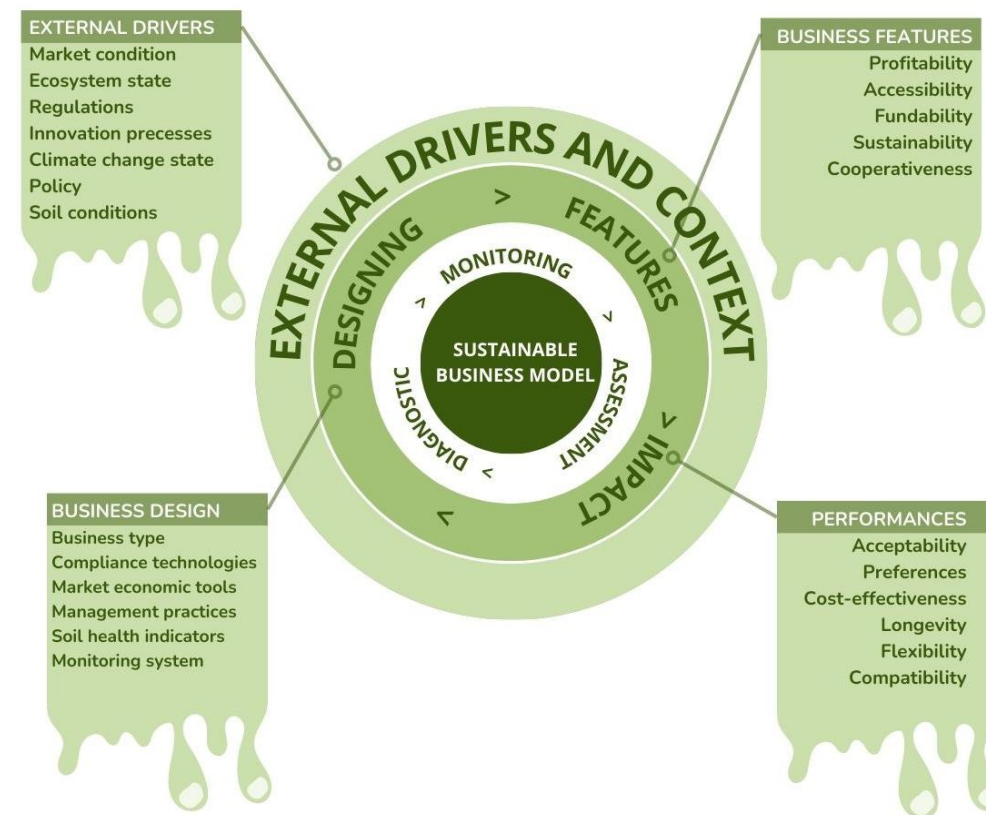 EXTERNAL DRIVERS
Market condition
Ecosystem state
Regulations
Innovation precesses
Climate change state
Policy
Soil conditions
BUSINESS FEATURES
Profitability
Accessibility
Fundability
Sustainability
Cooperativeness
EXTERNAL DRIVERS AND CONTEXT
DESIGNING
>
FEATURES
>
IMPACT
>
MONITORING
>
ASSESSMENT
>
DIAGNOSTIC
>
SUSTAINABLE
BUSINESS MODEL
BUSINESS DESIGN
Business type
Compliance technologies
Market economic tools
Management practices
Soil health indicators
Monitoring system
PERFORMANCES
Acceptability
Preferences
Cost-effectiveness
Longevity
Flexibility
Compatibility